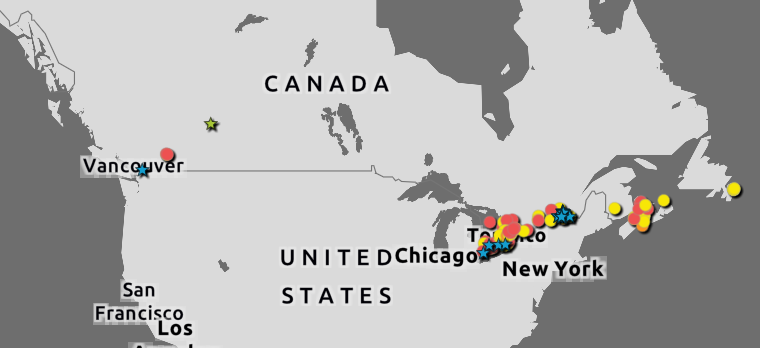 CANADA
Vancouver
UNITED
Chicago
New York
STATES
San
Francisco
Los